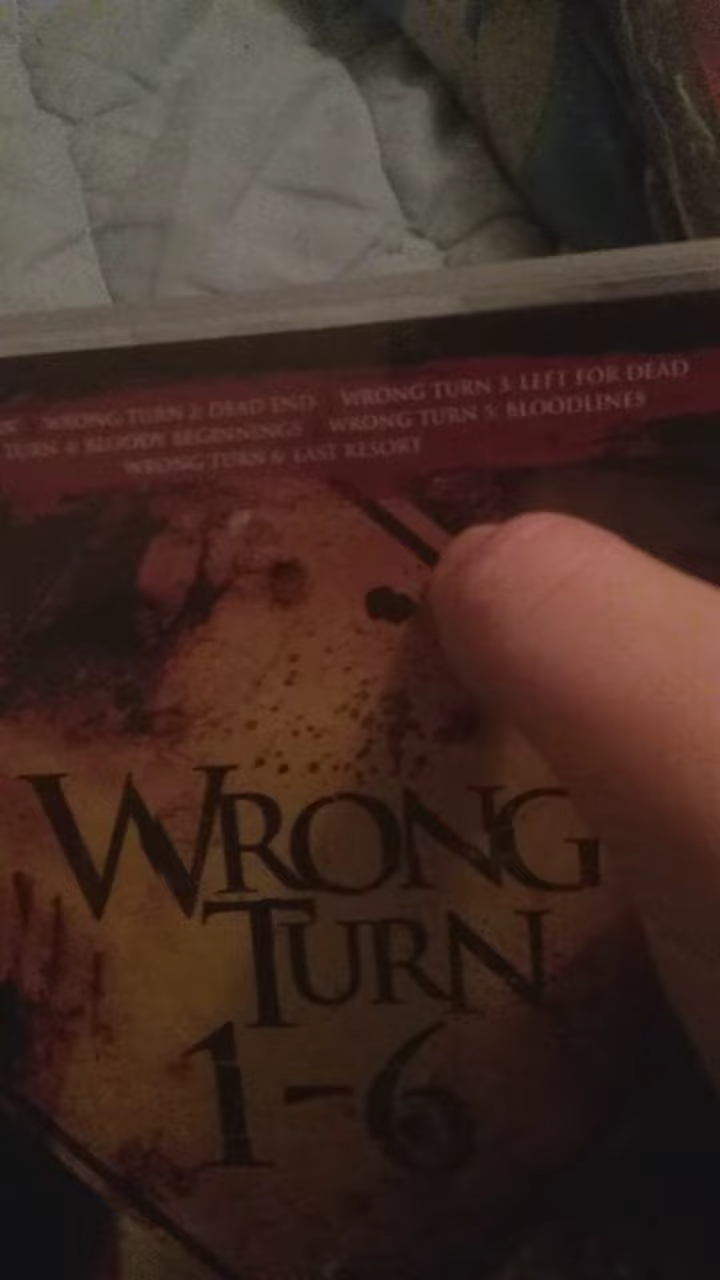 WRONG TURN 2: DEAD END WRONG TURN 3: LEFT FOR DEAD
TURN 4: BLOODY BEGINNINGS WRONG TURN 5: BLOODLINES
WRONG TURN 6: LAST RESORT
WRONG
TURN
1-6